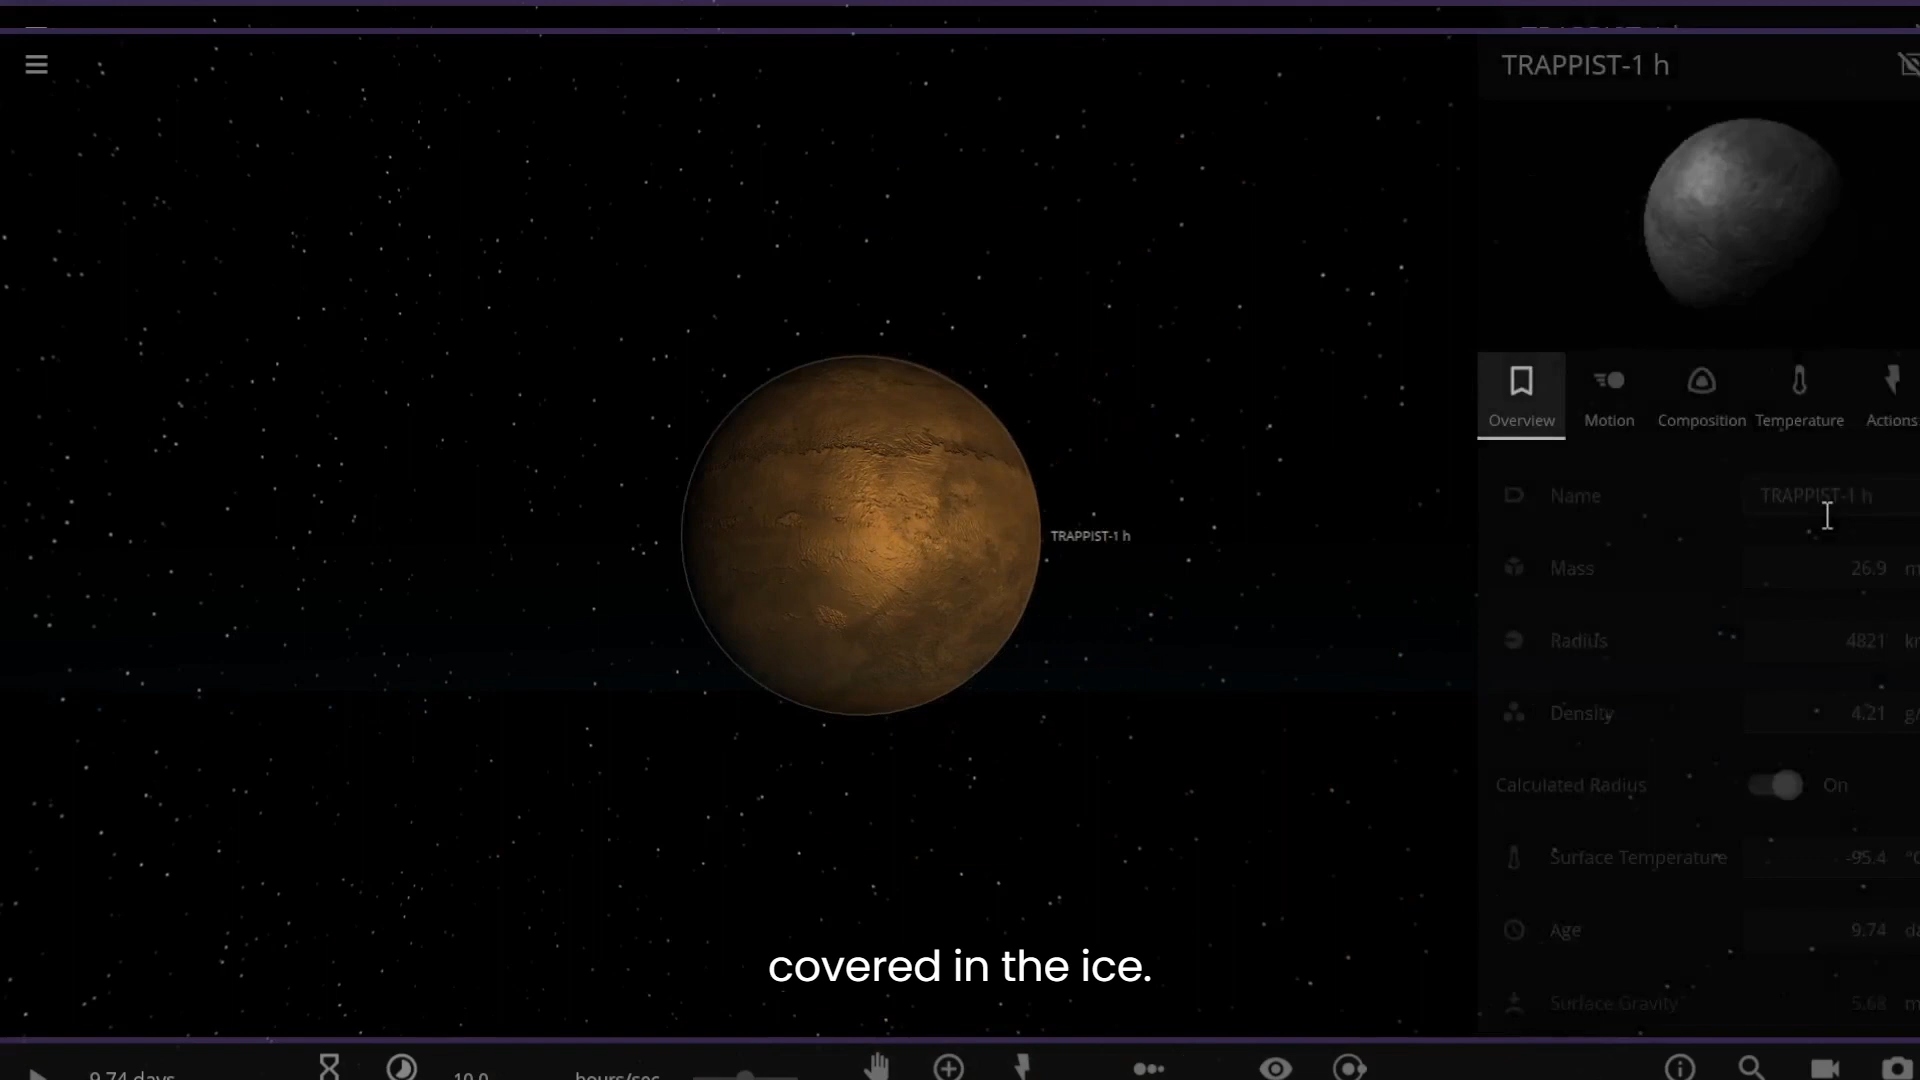 TRAPPIST-1 h
Overview Motion Composition Temperature Actions
Name TRAPPIST-1 h
Mass 26.9
TRAPPIST-1 h
Radius 4821
Density 4.21
Calculated Radius On
Surface Temperature -95.4
Age 9.74
Surface Gravity 5.68
covered in the ice.
9.74 days 10.0 hours/sec